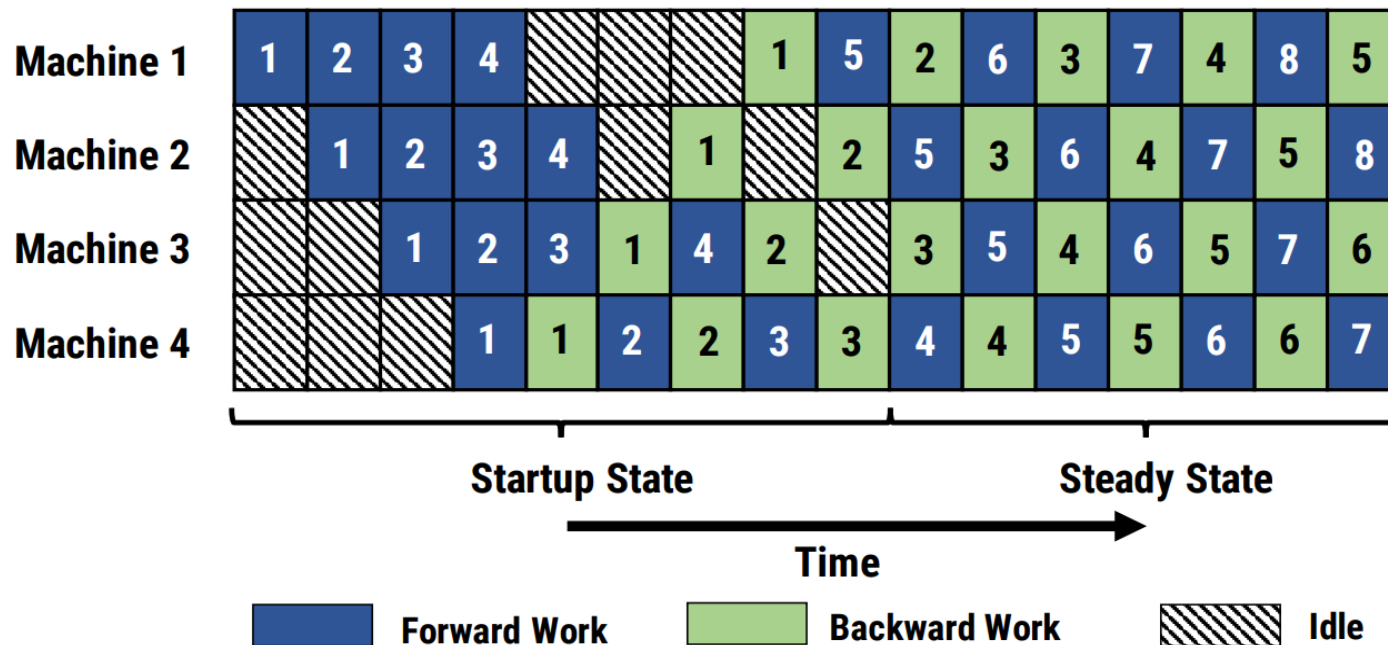 Machine 1 1 2 3 4 1 5 2 6 3 7 4 8 5
Machine 2 1 2 3 4 1 2 5 3 6 4 7 5 8
Machine 3 1 2 3 1 4 2 3 5 4 6 5 7 6
Machine 4 1 1 2 2 3 3 4 4 5 5 6 6 7
Startup State Steady State
Time
Forward Work Backward Work Idle